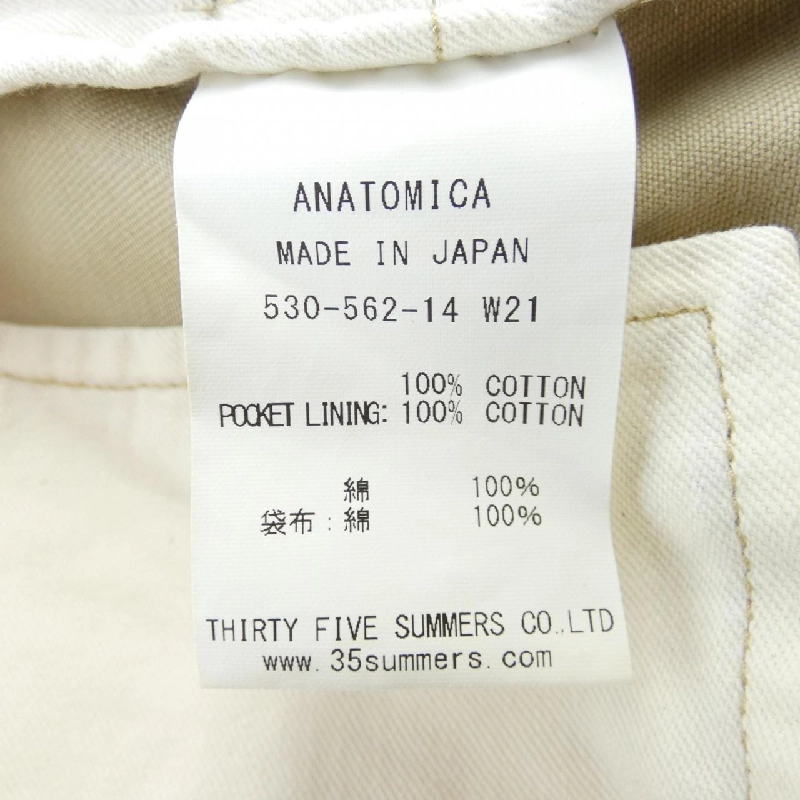 ANATOMICA
MADE IN JAPAN
530-562-14 W21
100% COTTON
POCKET LINING: 100% COTTON
綿 100%
袋布:綿 100%
THIRTY FIVE SUMMERS CO.,LTD
www.35summers.com